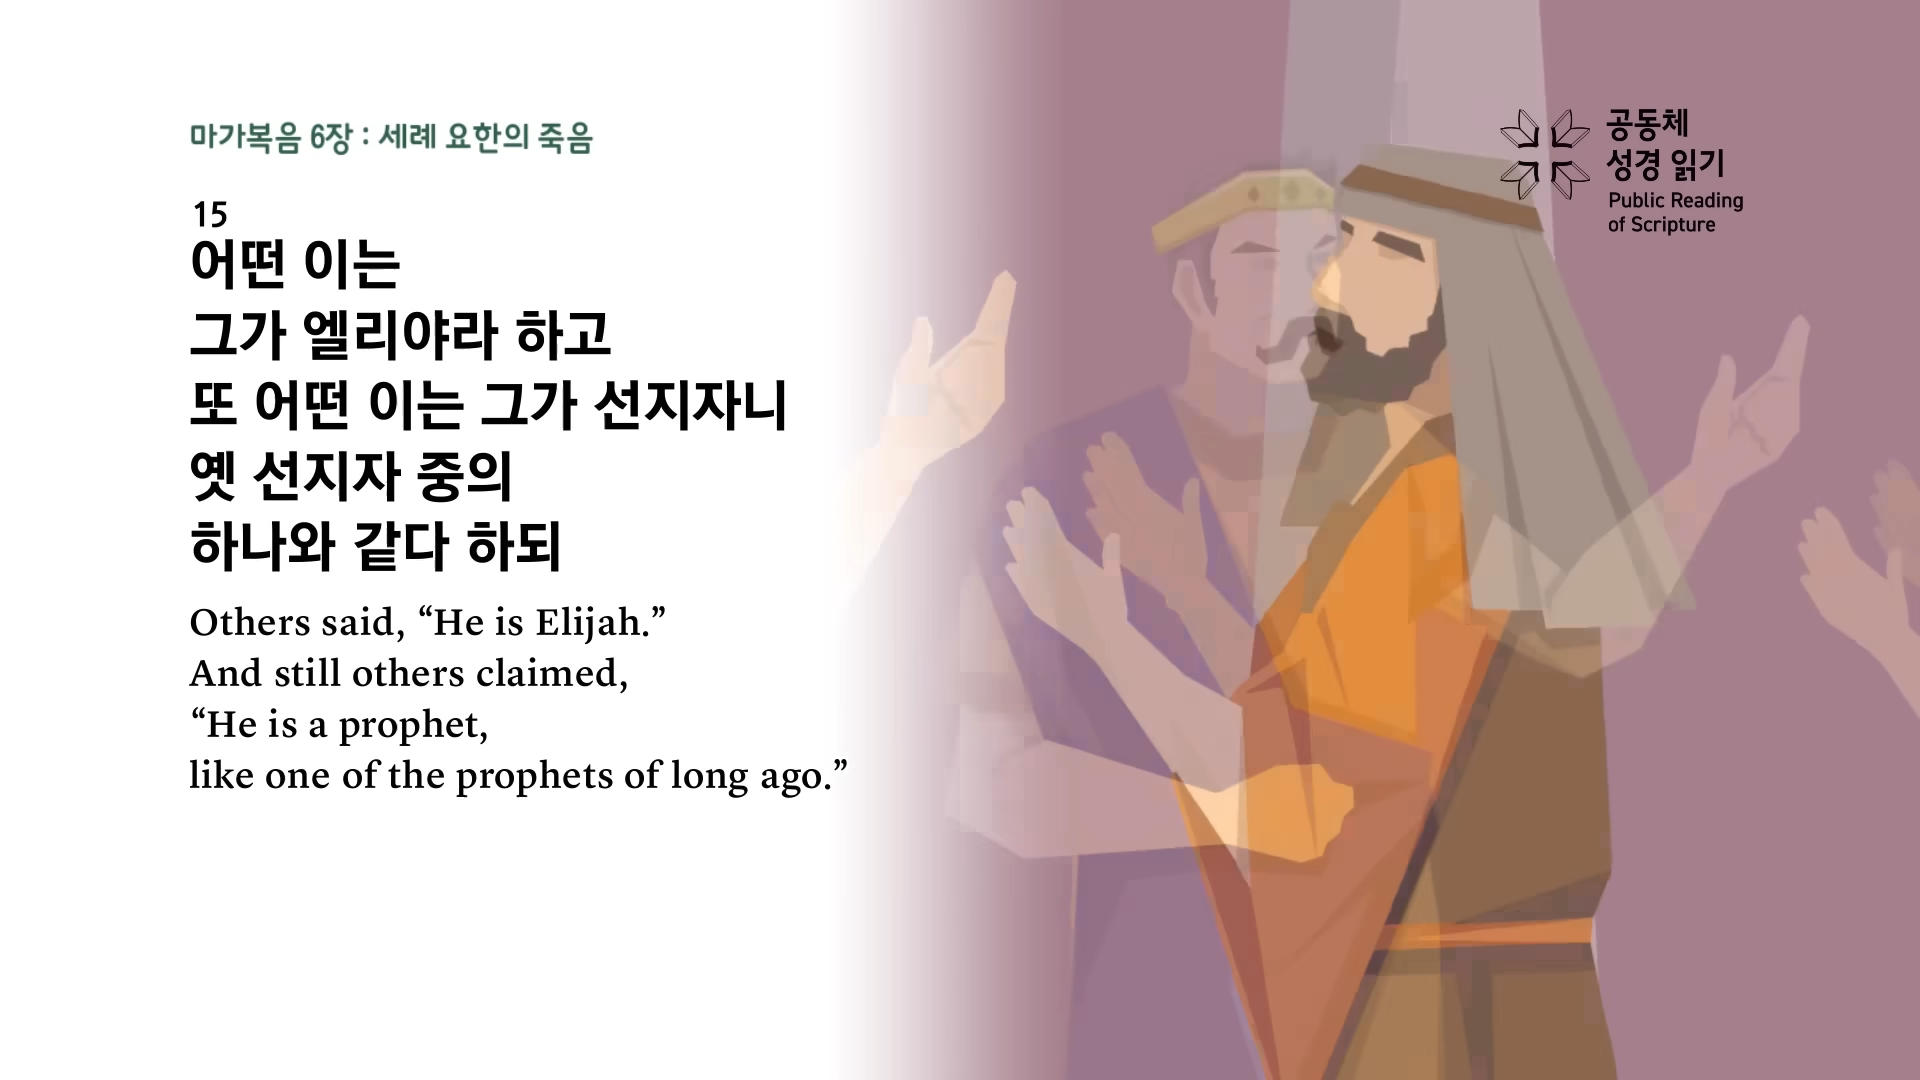 마가복음 6장 : 세례 요한의 죽음
15
어떤 이는
그가 엘리야라 하고
또 어떤 이는 그가 선지자니
옛 선지자 중의
하나와 같다 하되
Others said, “He is Elijah.”
And still others claimed,
“He is a prophet,
like one of the prophets of long ago.”
공동체
성경 읽기
Public Reading
of Scripture